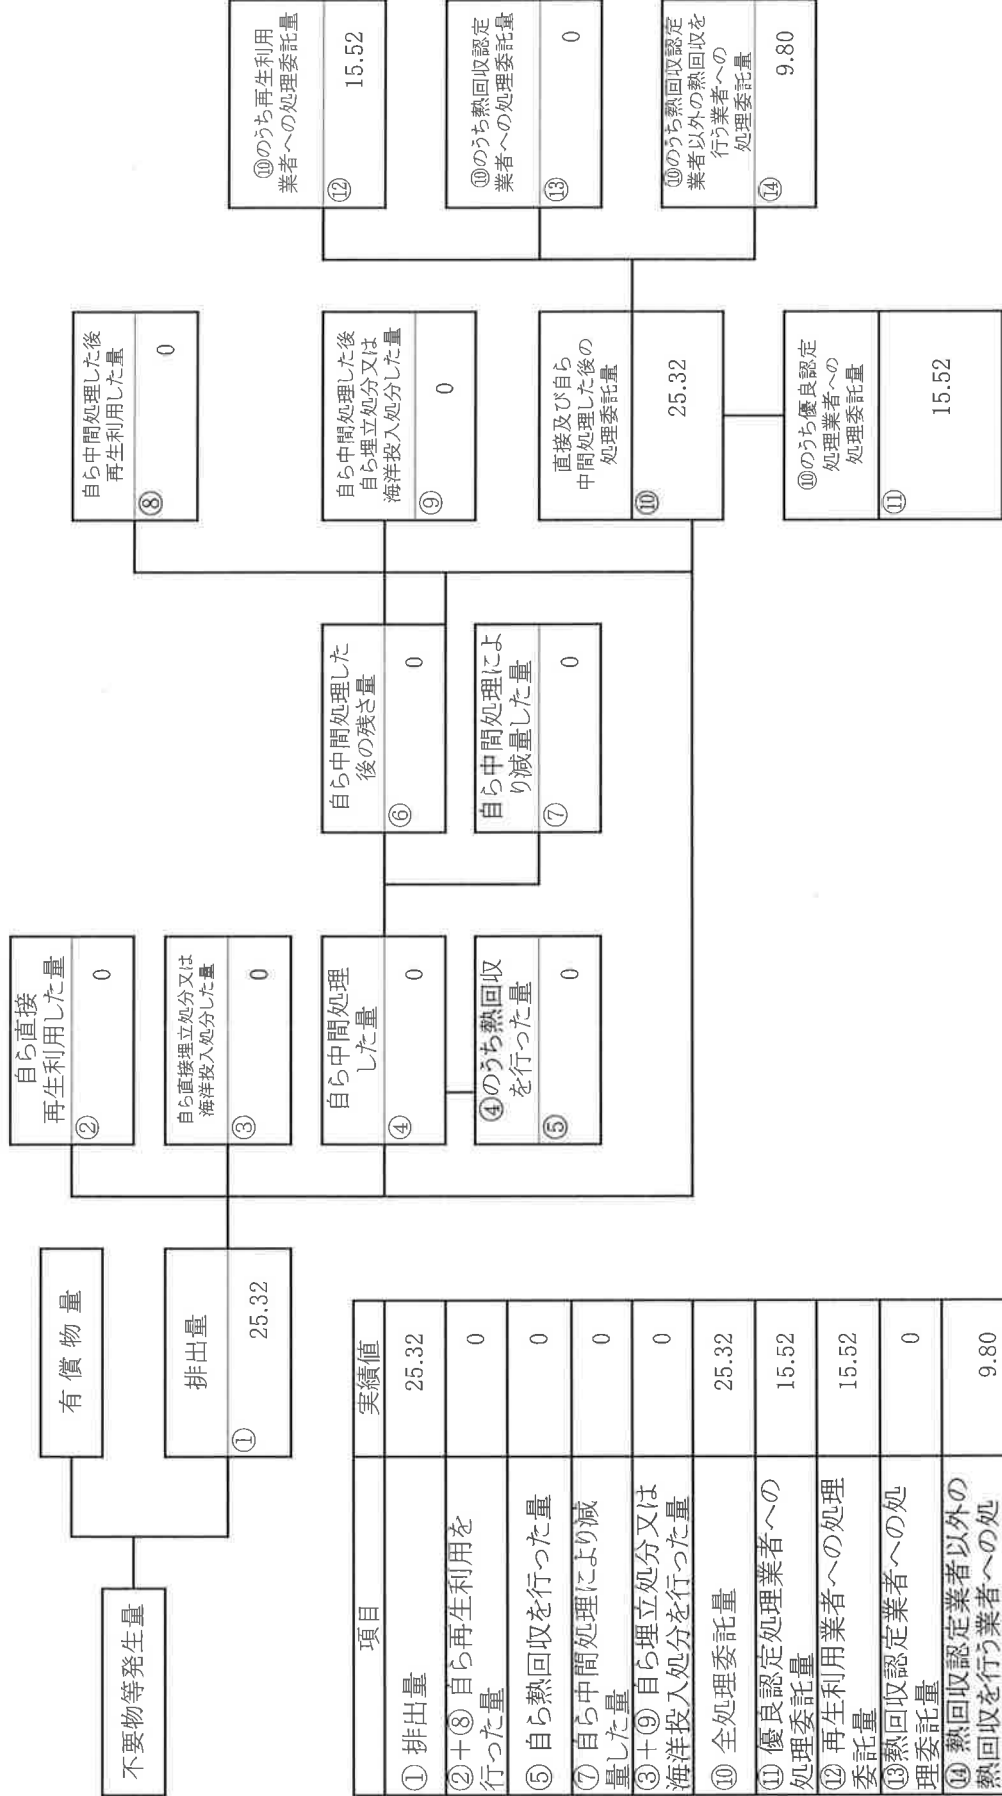 不要物等発生量
有償物量
排出量
① 25.32
自ら直接
再生利用した量
② 0
自ら直接埋立処分又は
海洋投入処分した量
③ 0
自ら中間処理
した量
④ 0
④のうち熱回収
を行った量
⑤ 0
自ら中間処理した
後の残さ量
⑥ 0
自ら中間処理によ
り減量した量
⑦ 0
自ら中間処理した後
再生利用した量
⑧ 0
自ら中間処理した後
自ら埋立処分又は
海洋投入処分した量
⑨ 0
直接及び自ら
中間処理した後の
処理委託量
⑩ 25.32
⑩のうち優良認定
処理業者への
処理委託量
⑪ 15.52
⑩のうち再生利用
業者への処理委託量
⑫ 15.52
⑩のうち熱回収認定
業者への処理委託量
⑬ 0
⑩のうち熱回収認定
業者以外の熱回収を
行う業者への
処理委託量
⑭ 9.80
項目 実績値
①排出量 25.32
②+⑧ 自ら再生利用を
行った量 0
⑤ 自ら熱回収を行った量 0
⑦ 自ら中間処理により減
量した量 0
③+⑨ 自ら埋立処分又は
海洋投入処分を行った量 0
⑩ 全処理委託量 25.32
⑪ 優良認定処理業者への
処理委託量 15.52
⑫ 再生利用業者への処理
委託量 15.52
⑬熱回収認定業者への処
理委託量 0
⑭ 熱回収認定業者以外の
熱回収を行う業者への処 9.80